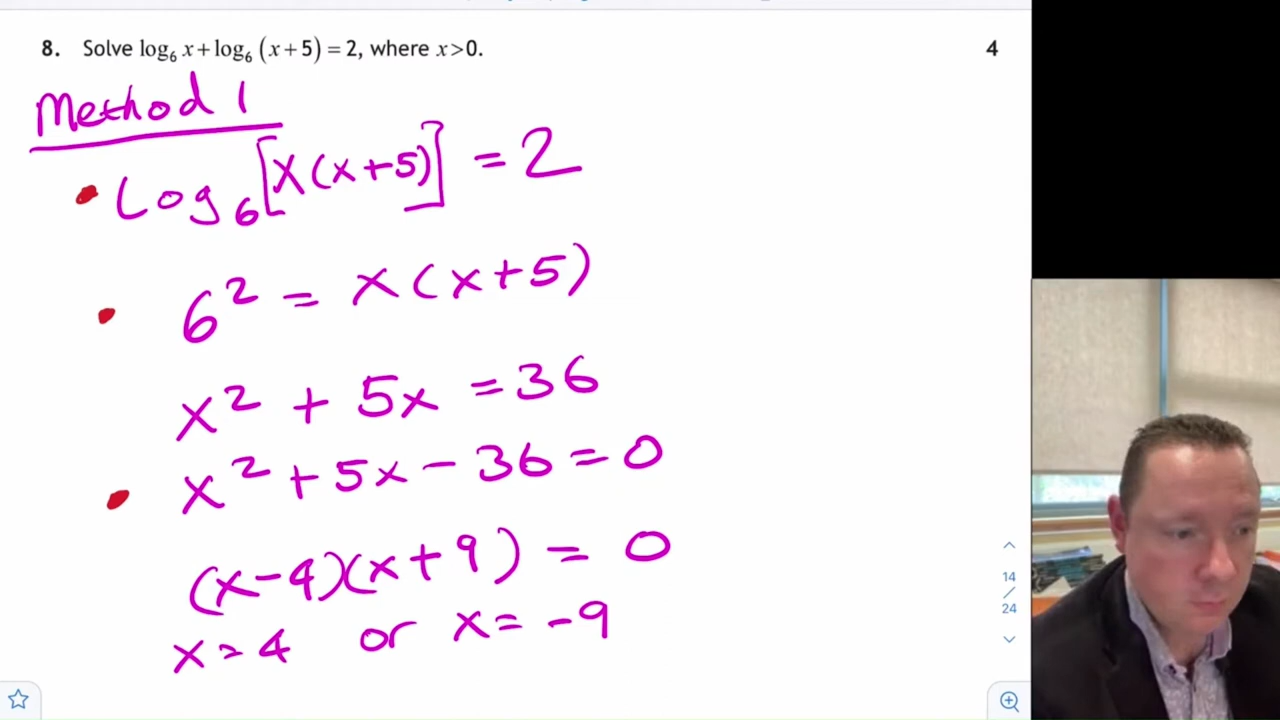 8. Solve log₆ x + log₆ (x + 5) = 2, where x > 0. 4
Method 1
• Log₆[x(x+5)] = 2
• 6² = x(x+5)
x² + 5x = 36
• x² + 5x - 36 = 0
(x-4)(x+9) = 0
x = 4 or x = -9
14
/
24